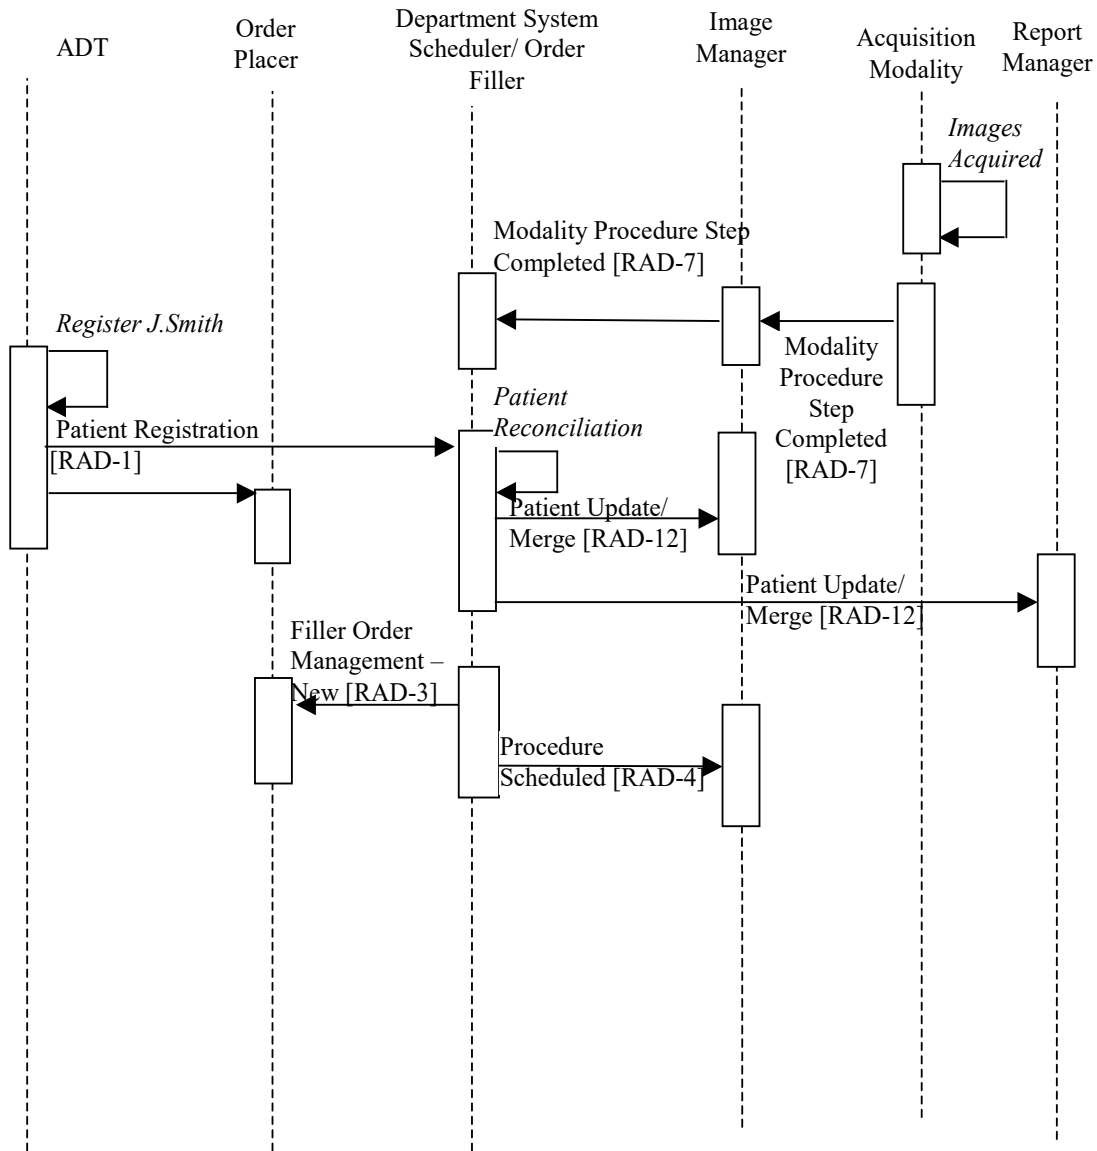 ADT
Order
Placer
Department System
Scheduler/ Order
Filler
Image
Manager
Acquisition
Modality
Report
Manager
Images
Acquired
Modality Procedure Step
Completed [RAD-7]
Register J.Smith
Modality
Procedure
Step
Completed
[RAD-7]
Patient
Reconciliation
Patient Registration
[RAD-1]
Patient Update/
Merge [RAD-12]
Patient Update/
Merge [RAD-12]
Filler Order
Management –
New [RAD-3]
Procedure
Scheduled [RAD-4]